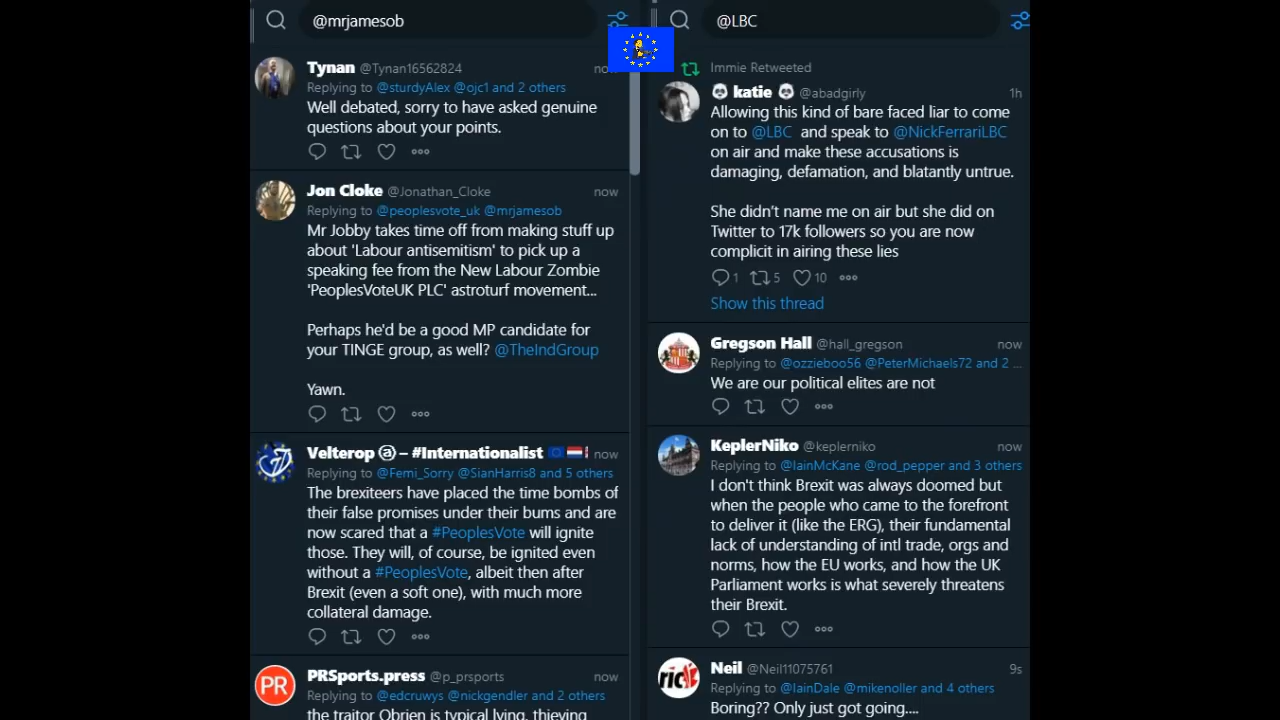 @mrjamesob
Tynan @Tynan16562824 now
Replying to @sturdyAlex @ojc1 and 2 others
Well debated, sorry to have asked genuine
questions about your points.
Jon Cloke @Jonathan_Cloke now
Replying to @peoplesvote_uk @mrjamesob
Mr Jobby takes time off from making stuff up
about 'Labour antisemitism' to pick up a
speaking fee from the New Labour Zombie
'PeoplesVoteUK PLC' astroturf movement...
Perhaps he'd be a good MP candidate for
your TINGE group, as well? @TheIndGroup
Yawn.
Velterop ⓐ – #Internationalist now
Replying to @Femi_Sorry @SianHarris8 and 5 others
The brexiteers have placed the time bombs of
their false promises under their bums and are
now scared that a #PeoplesVote will ignite
those. They will, of course, be ignited even
without a #PeoplesVote, albeit then after
Brexit (even a soft one), with much more
collateral damage.
PR
PRSports.press @p_prsports now
Replying to @edcruwys @nickgendler and 2 others
the traitor Obrien is typical lying, thieving
@LBC
Immie Retweeted
katie @abadgirly 1h
Allowing this kind of bare faced liar to come
on to @LBC and speak to @NickFerrariLBC
on air and make these accusations is
damaging, defamation, and blatantly untrue.
She didn't name me on air but she did on
Twitter to 17k followers so you are now
complicit in airing these lies
1 5 10
Show this thread
Gregson Hall @hall_gregson now
Replying to @ozzieboo56 @PeterMichaels72 and 2 ...
We are our political elites are not
KeplerNiko @keplerniko now
Replying to @IainMcKane @rod_pepper and 3 others
I don't think Brexit was always doomed but
when the people who came to the forefront
to deliver it (like the ERG), their fundamental
lack of understanding of intl trade, orgs and
norms, how the EU works, and how the UK
Parliament works is what severely threatens
their Brexit.
Neil @Neil11075761 9s
Replying to @IainDale @mikenoller and 4 others
Boring?? Only just got going....